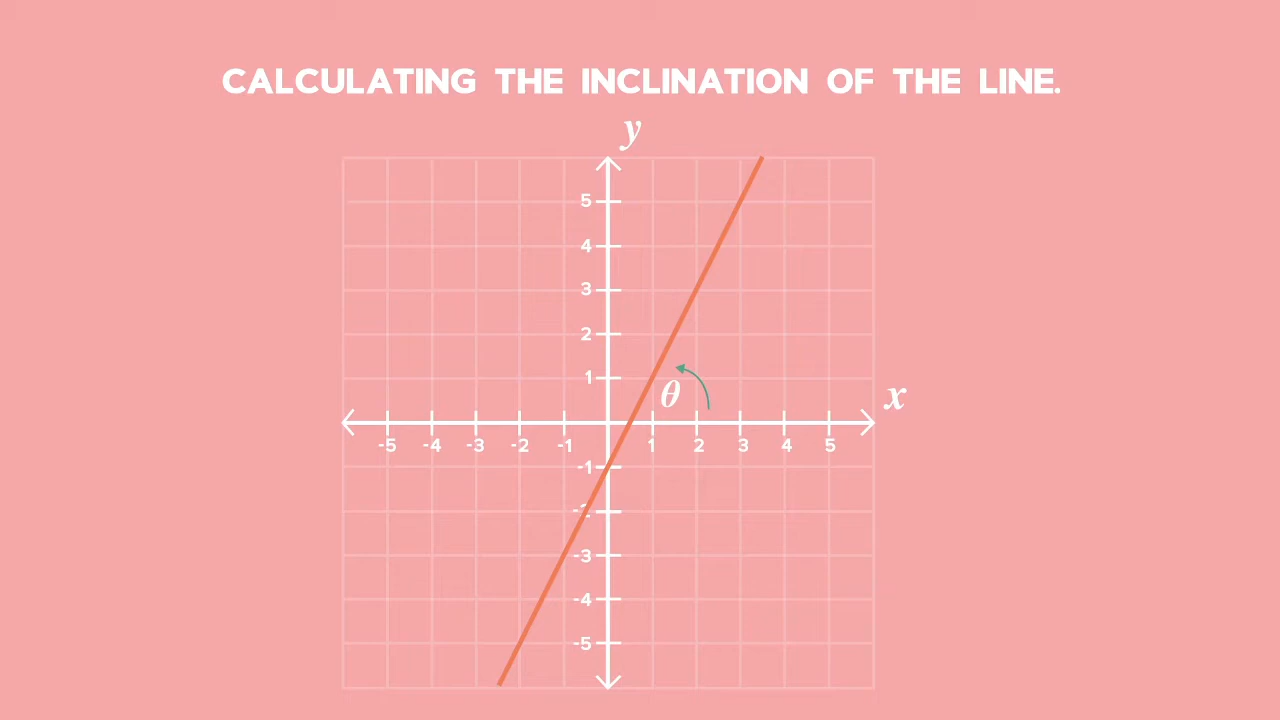 CALCULATING THE INCLINATION OF THE LINE.
y
5
4
3
2
1
θ
x
-5 -4 -3 -2 -1 1 2 3 4 5
-1
-2
-3
-4
-5